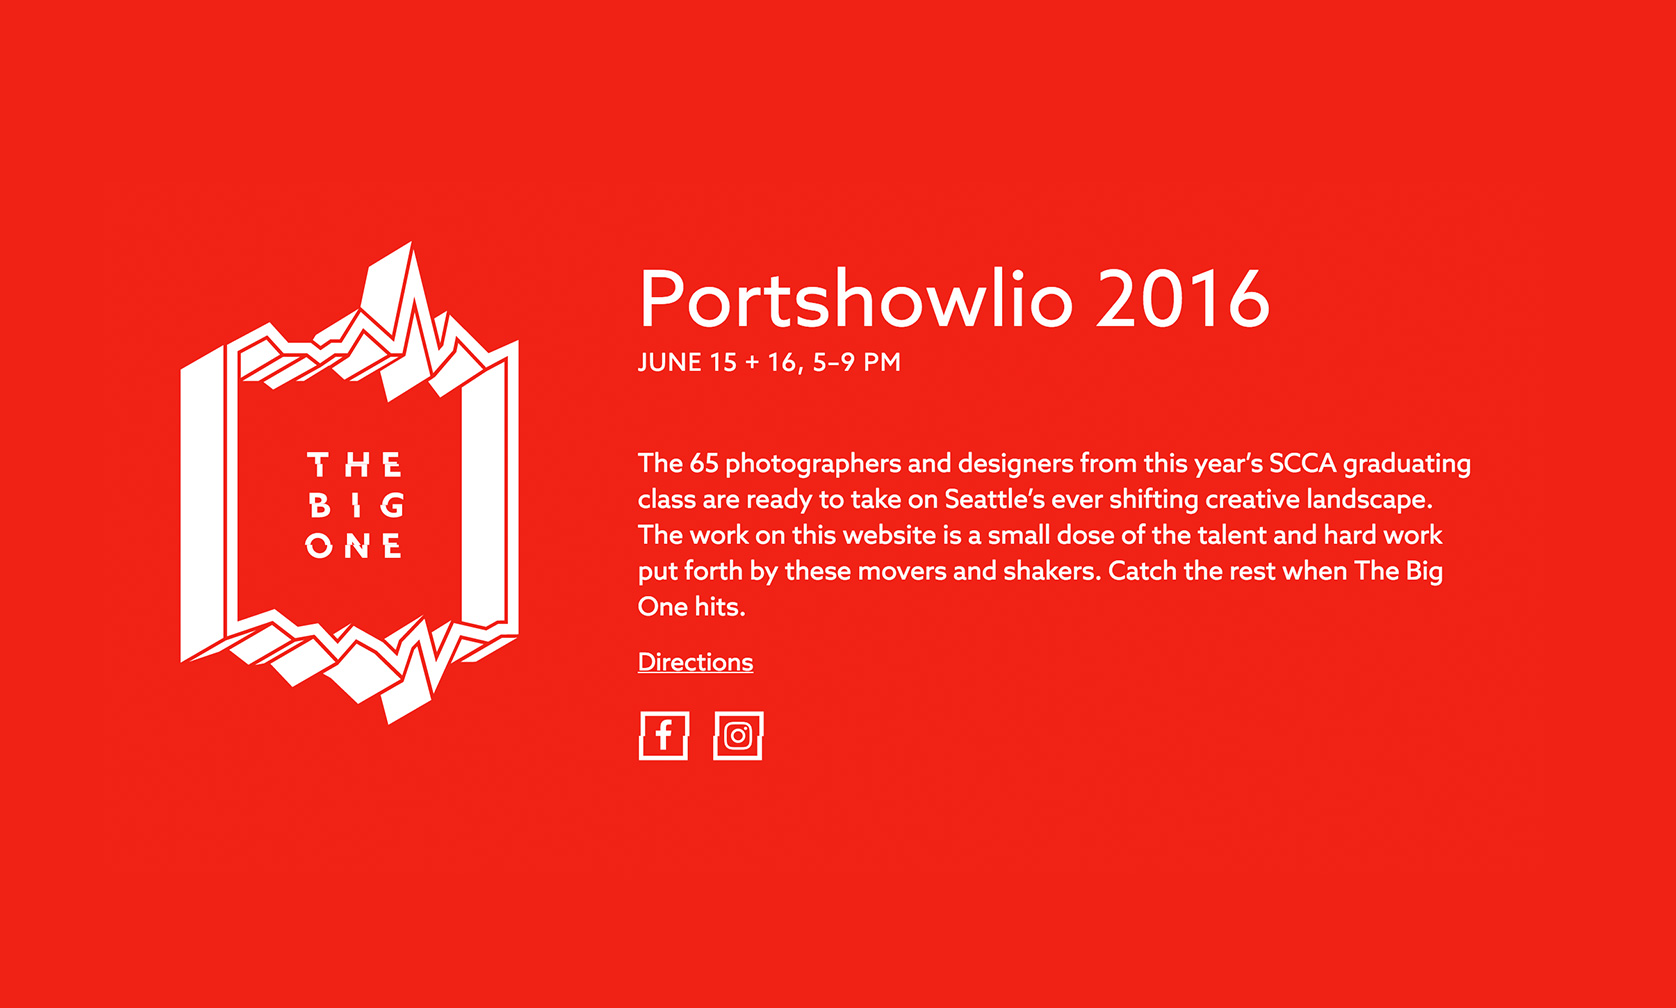 THE
BIG
ONE
Portshowlio 2016
JUNE 15 + 16, 5–9 PM
The 65 photographers and designers from this year’s SCCA graduating
class are ready to take on Seattle’s ever shifting creative landscape.
The work on this website is a small dose of the talent and hard work
put forth by these movers and shakers. Catch the rest when The Big
One hits.
Directions